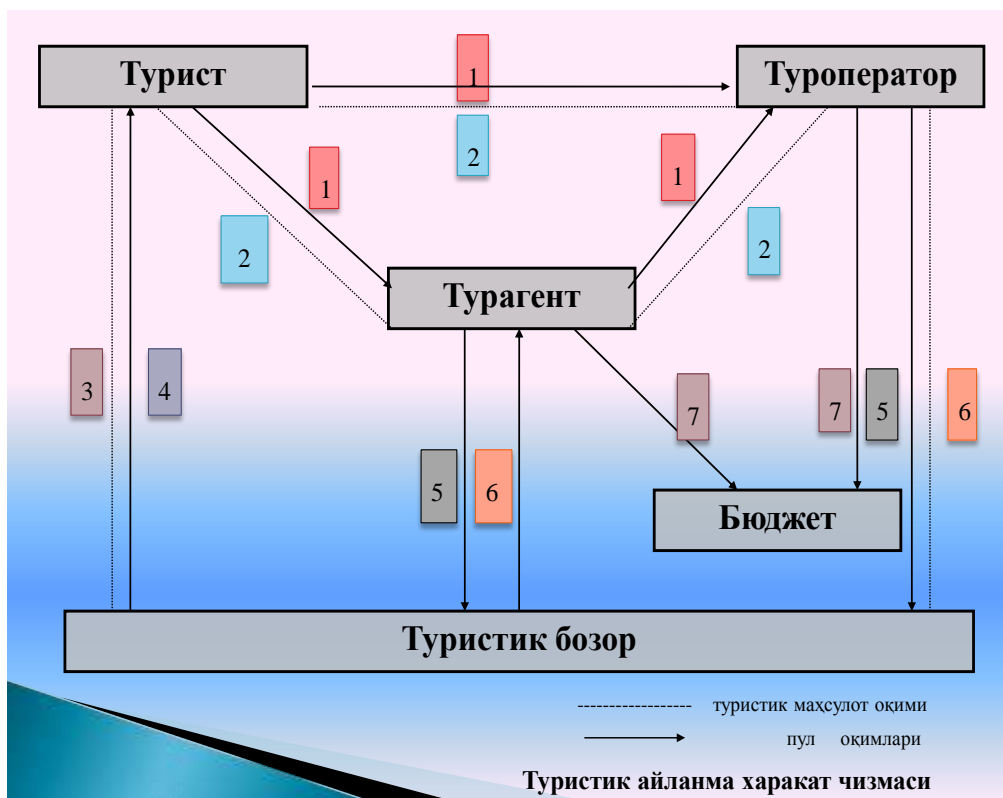 Турист
Туроператор
1
2
1
1
2
2
Турагент
3
4
7
7
5
6
5
6
Бюджет
Туристик бозор
------------------ туристик маҳсулот оқими
пул оқимлари
Туристик айланма харакат чизмаси